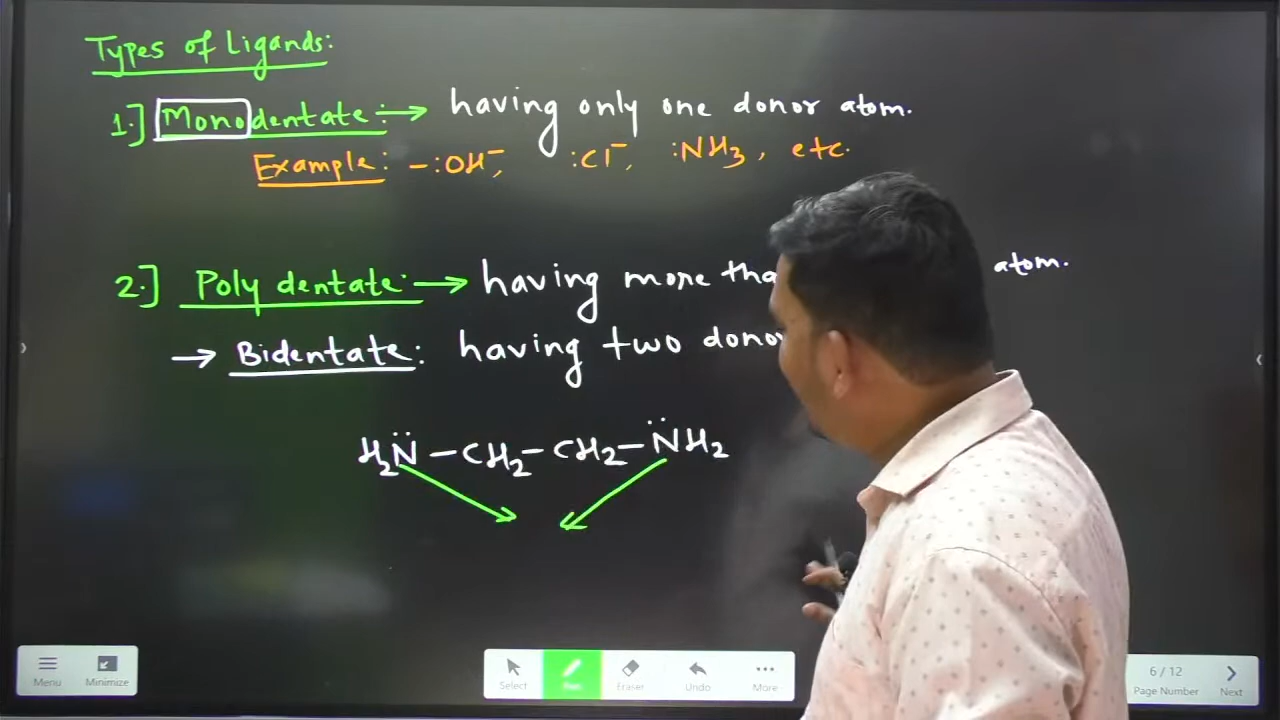 Types of Ligands:
1.] Monodentate: → having only one donor atom.
Example: –:OH⁻, :Cl⁻, :NH₃, etc.
2.] Poly dentate: → having more atom.
→ Bidentate: having two
H₂N̈ – CH₂ – CH₂ – N̈H₂
Menu
Minimize
Select
Pen
Eraser
Undo
More
6 / 12
Page Number
Next